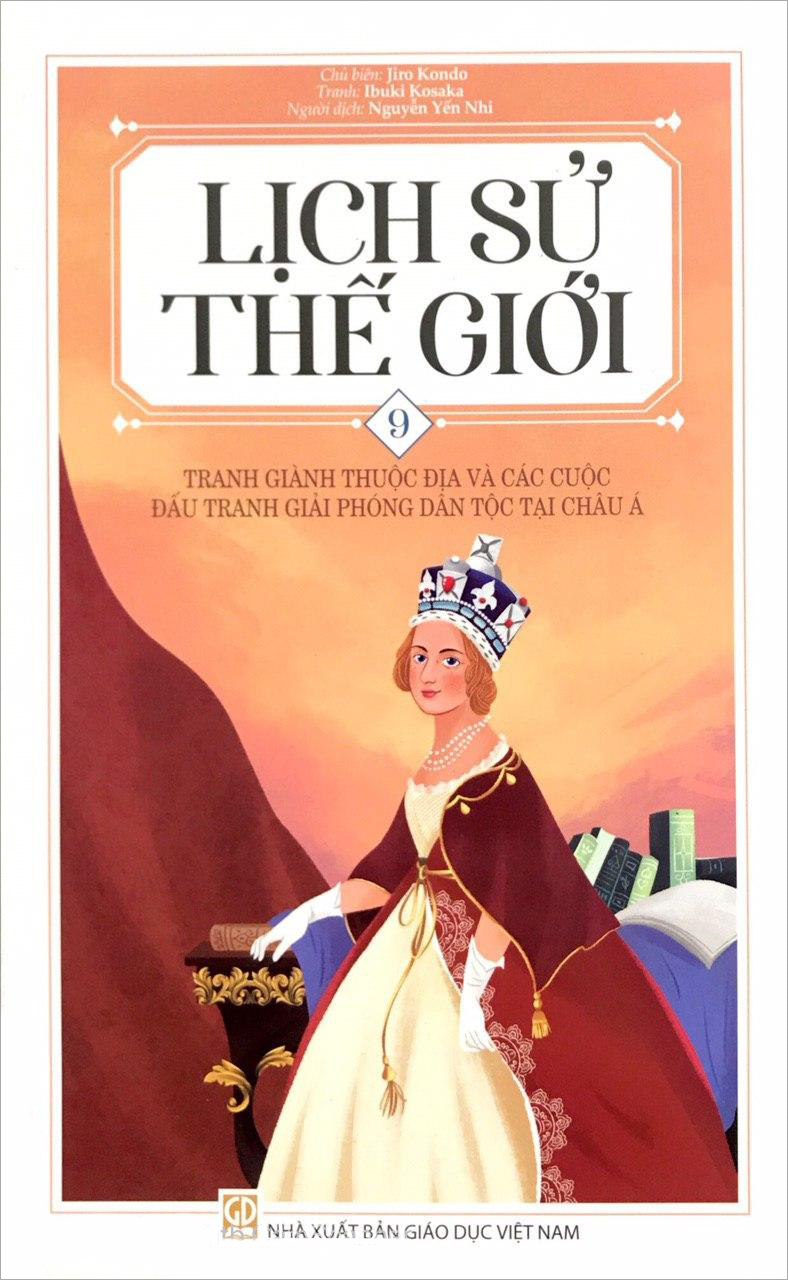 Chủ biên: Jiro Kondo
Tranh: Ibuki Kosaka
Người dịch: Nguyễn Yến Nhi
LỊCH SỬ
THẾ GIỚI
9
TRANH GIÀNH THUỘC ĐỊA VÀ CÁC CUỘC
ĐẤU TRANH GIẢI PHÓNG DÂN TỘC TẠI CHÂU Á
GD
NHÀ XUẤT BẢN GIÁO DỤC VIỆT NAM